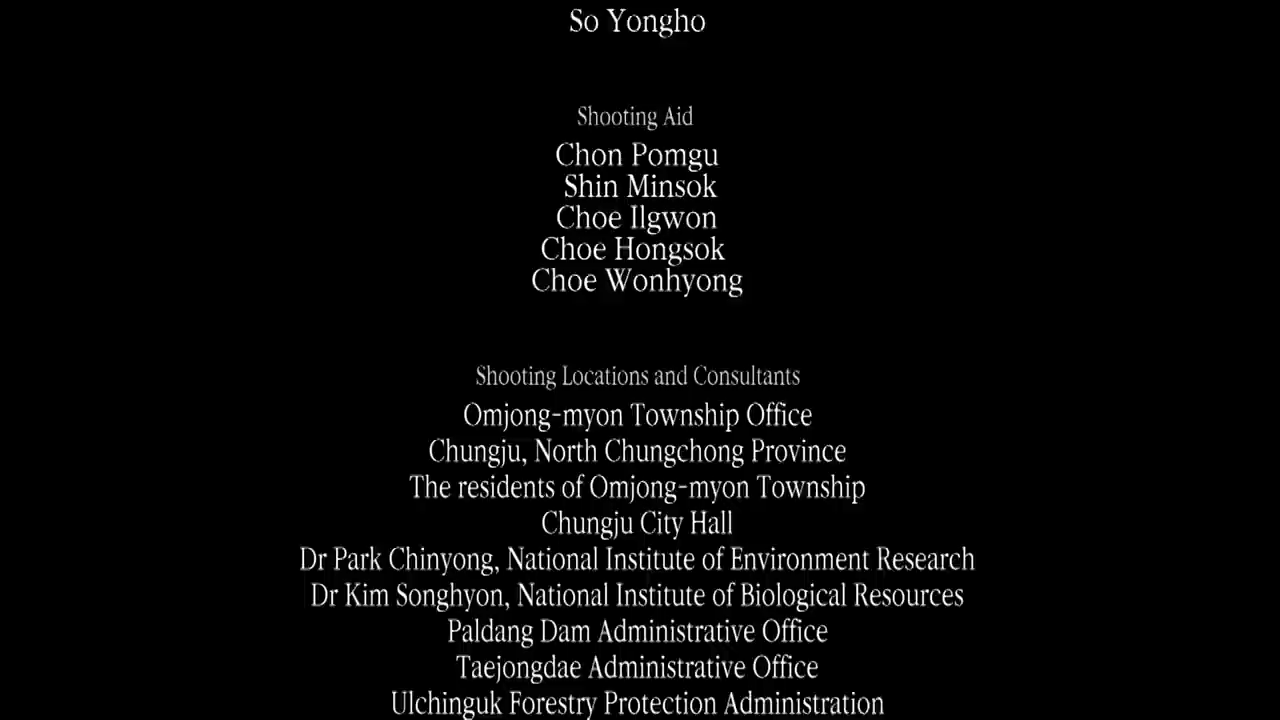 So Yongho
Shooting Aid
Chon Pomgu
Shin Minsok
Choe Ilgwon
Choe Hongsok
Choe Wonhyong
Shooting Locations and Consultants
Omjong-myon Township Office
Chungju, North Chungchong Province
The residents of Omjong-myon Township
Chungju City Hall
Dr Park Chinyong, National Institute of Environment Research
Dr Kim Songhyon, National Institute of Biological Resources
Paldang Dam Administrative Office
Taejongdae Administrative Office
Ulchinguk Forestry Protection Administration